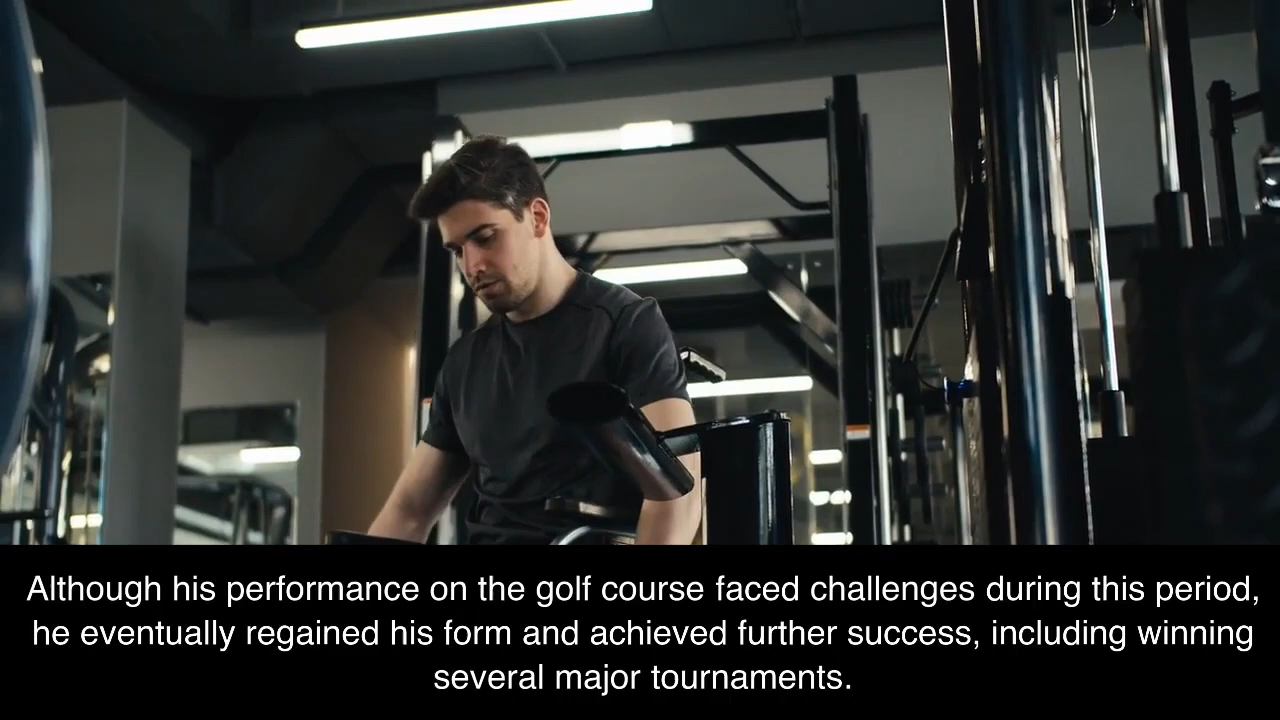 Although his performance on the golf course faced challenges during this period,
he eventually regained his form and achieved further success, including winning
several major tournaments.